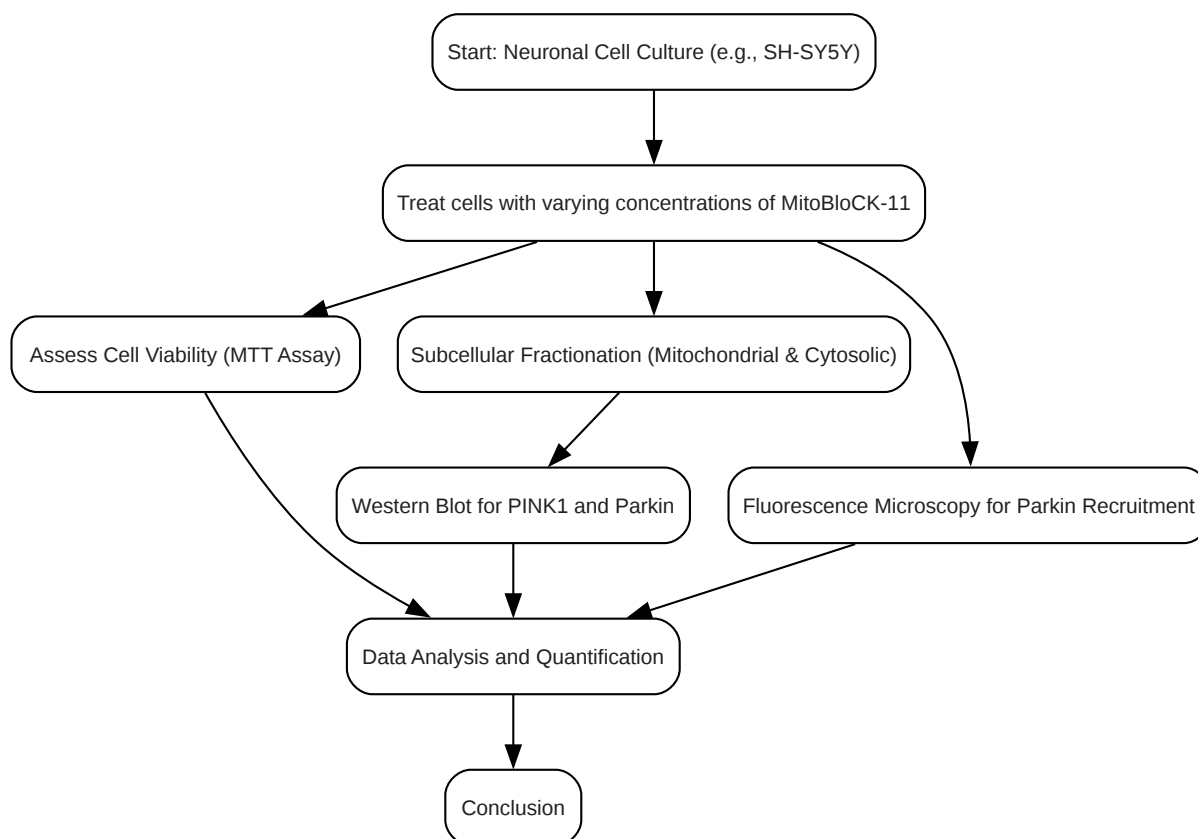 Start: Neuronal Cell Culture (e.g., SH-SY5Y)
Treat cells with varying concentrations of MitoBloCK-11
Assess Cell Viability (MTT Assay)
Subcellular Fractionation (Mitochondrial & Cytosolic)
Western Blot for PINK1 and Parkin
Fluorescence Microscopy for Parkin Recruitment
Data Analysis and Quantification
Conclusion